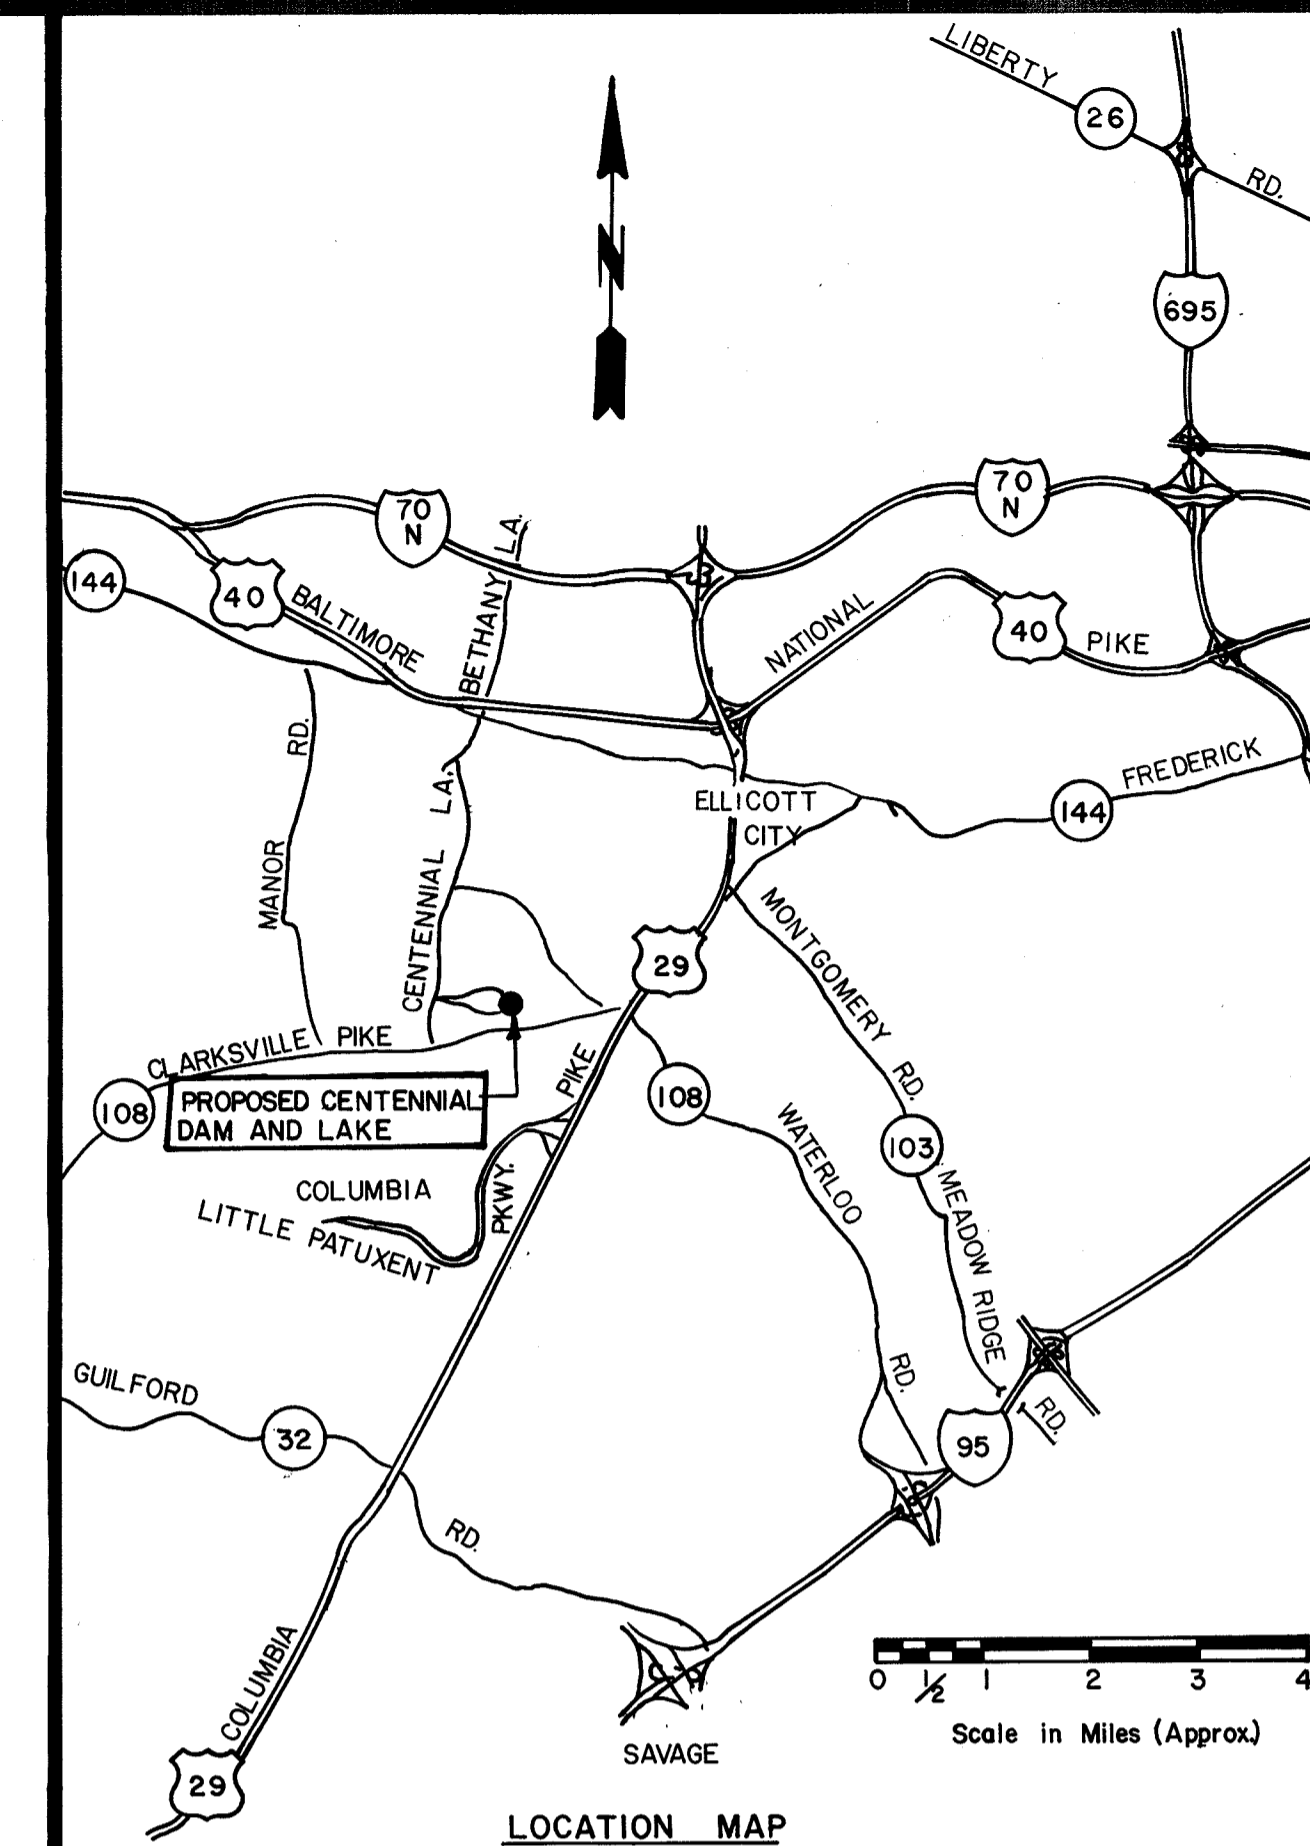 LIBERTY
26
RD.
N
695
70
N
70
N
144
40
BALTIMORE
BETHANY LA.
NATIONAL
40
PIKE
RD.
MANOR
CENTENNIAL LA.
ELLICOTT
CITY
144
FREDERICK
29
MONTGOMERY RD.
CLARKSVILLE PIKE
108
PROPOSED CENTENNIAL
DAM AND LAKE
PIKE
108
103
WATERLOO
RD.
MEADOW RIDGE
RD.
COLUMBIA
LITTLE PATUXENT
PKWY.
GUILFORD
32
RD.
95
COLUMBIA
29
SAVAGE
0 1/2 1 2 3 4
Scale in Miles (Approx.)
LOCATION MAP